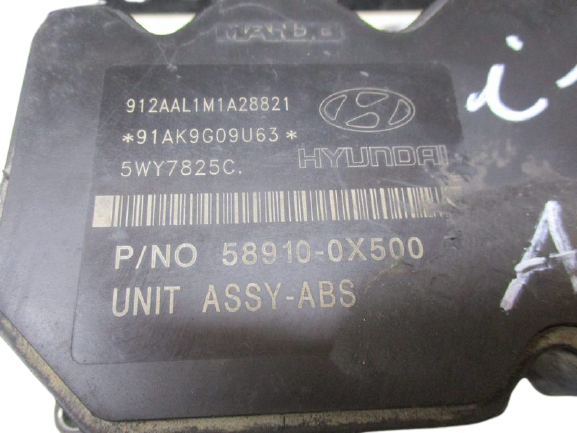 MANDO
912AAL1M1A28821
*91AK9G09U63*
5WY7825C.
HYUNDAI
P/NO 58910-0X500
UNIT ASSY-ABS
i
A